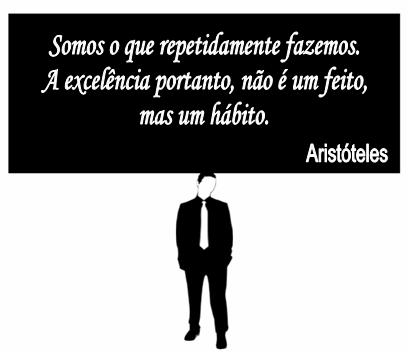 Somos o que repetidamente fazemos.
A excelência portanto, não é um feito,
mas um hábito.
Aristóteles